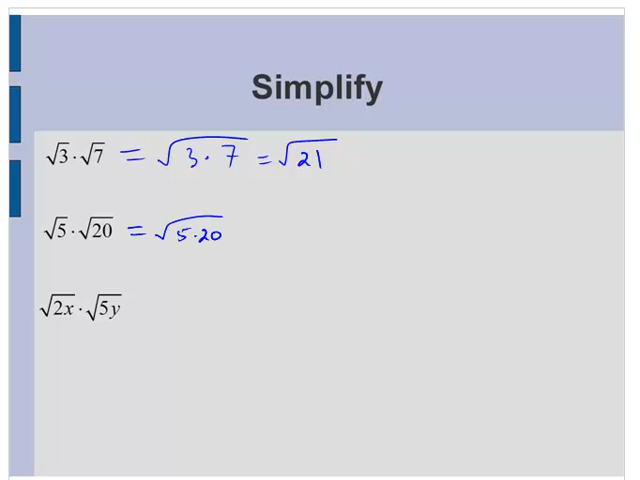 Simplify
√3 · √7 = √3 · 7 = √21
√5 · √20 = √5 · 20
√2x · √5y